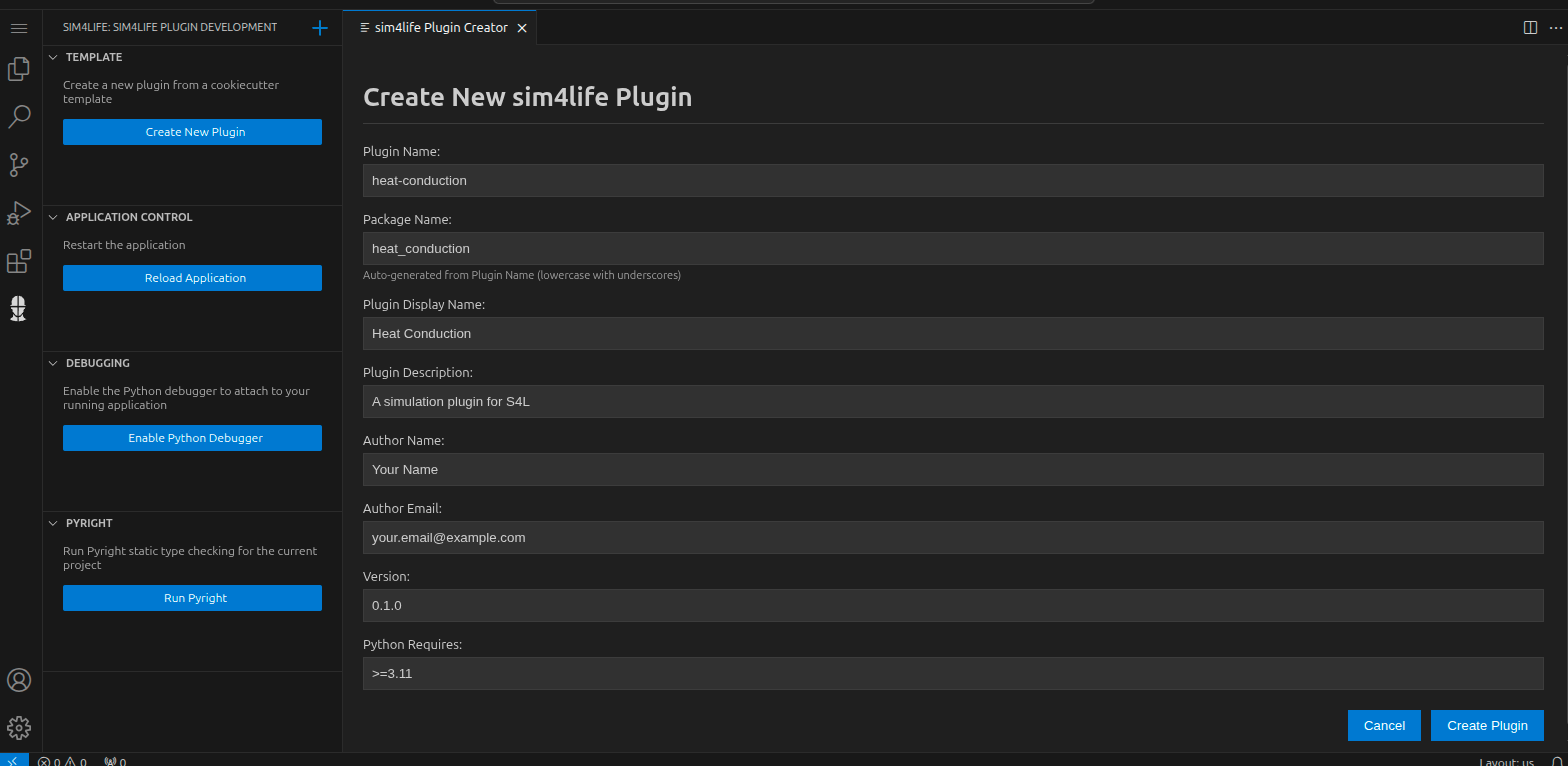 SIM4LIFE: SIM4LIFE PLUGIN DEVELOPMENT
TEMPLATE
Create a new plugin from a cookiecutter
template
Create New Plugin
APPLICATION CONTROL
Restart the application
Reload Application
DEBUGGING
Enable the Python debugger to attach to your
running application
Enable Python Debugger
PYRIGHT
Run Pyright static type checking for the current
project
Run Pyright
sim4life Plugin Creator
Create New sim4life Plugin
Plugin Name:
heat-conduction
Package Name:
heat_conduction
Auto-generated from Plugin Name (lowercase with underscores)
Plugin Display Name:
Heat Conduction
Plugin Description:
A simulation plugin for S4L
Author Name:
Your Name
Author Email:
your.email@example.com
Version:
0.1.0
Python Requires:
>=3.11
Cancel
Create Plugin
0 0 0
Layout: us